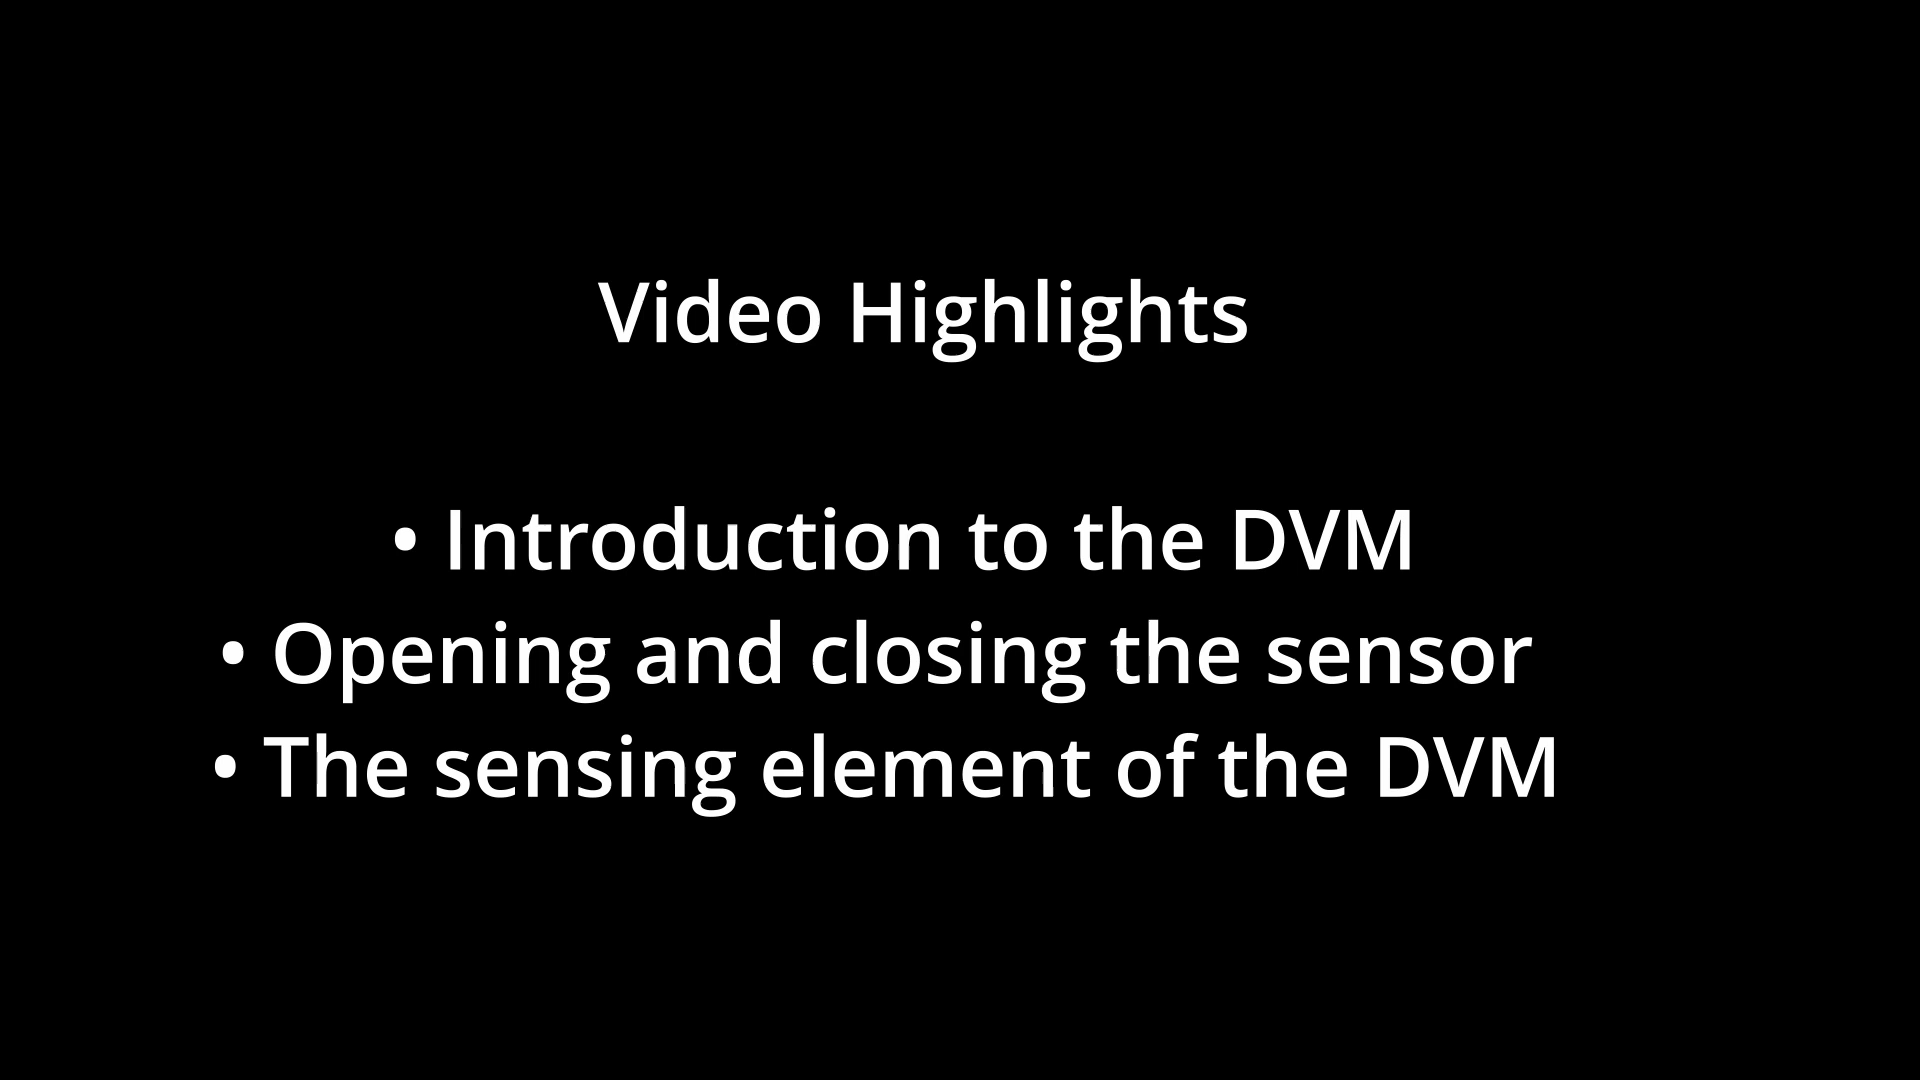 Video Highlights
• Introduction to the DVM
• Opening and closing the sensor
• The sensing element of the DVM